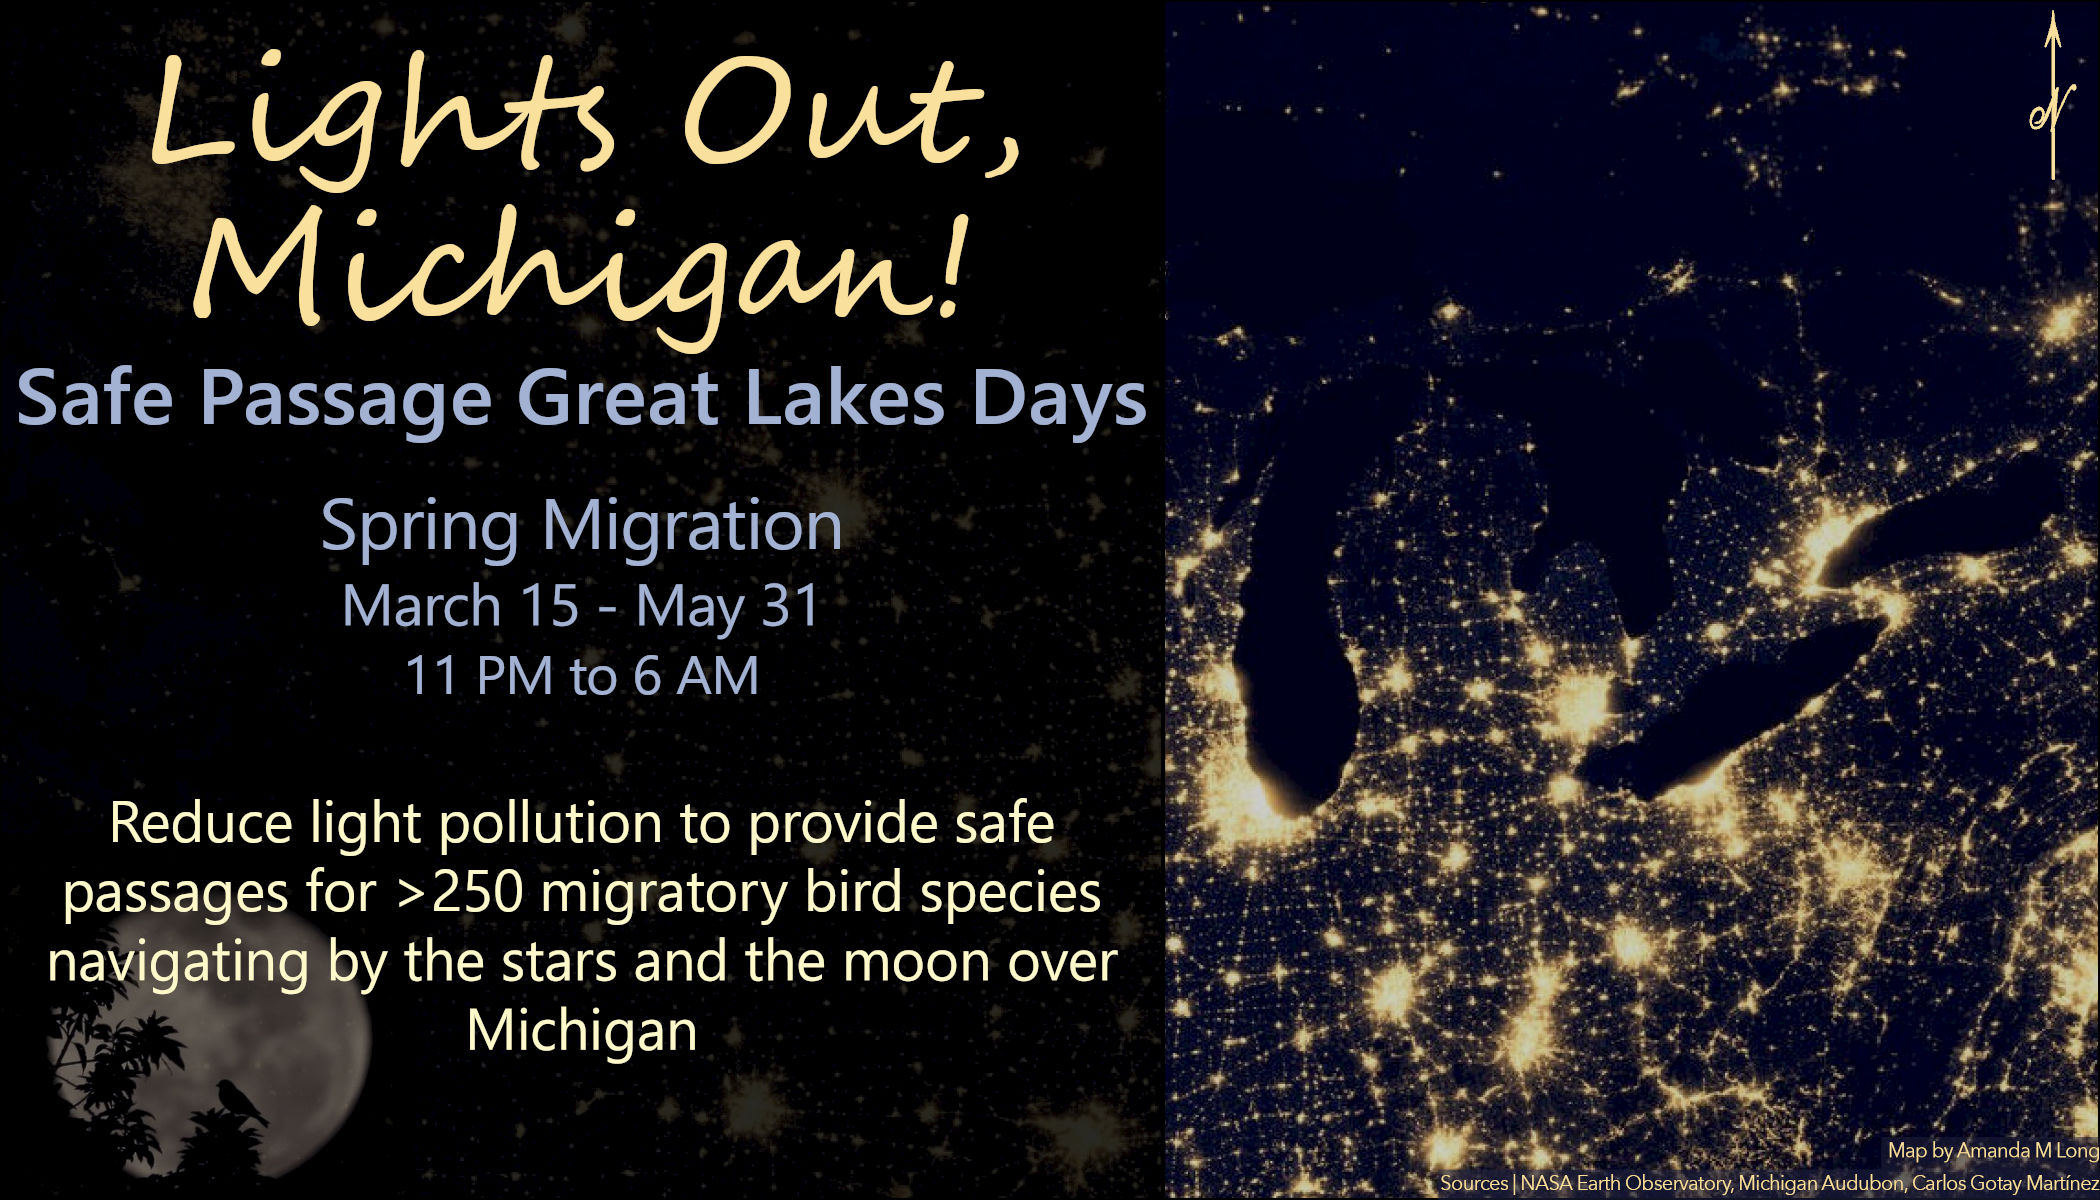 Lights Out,
Michigan!
Safe Passage Great Lakes Days
Spring Migration
March 15 - May 31
11 PM to 6 AM
Reduce light pollution to provide safe
passages for >250 migratory bird species
navigating by the stars and the moon over
Michigan
N
Map by Amanda M Long
Sources | NASA Earth Observatory, Michigan Audubon, Carlos Gotay Martínez